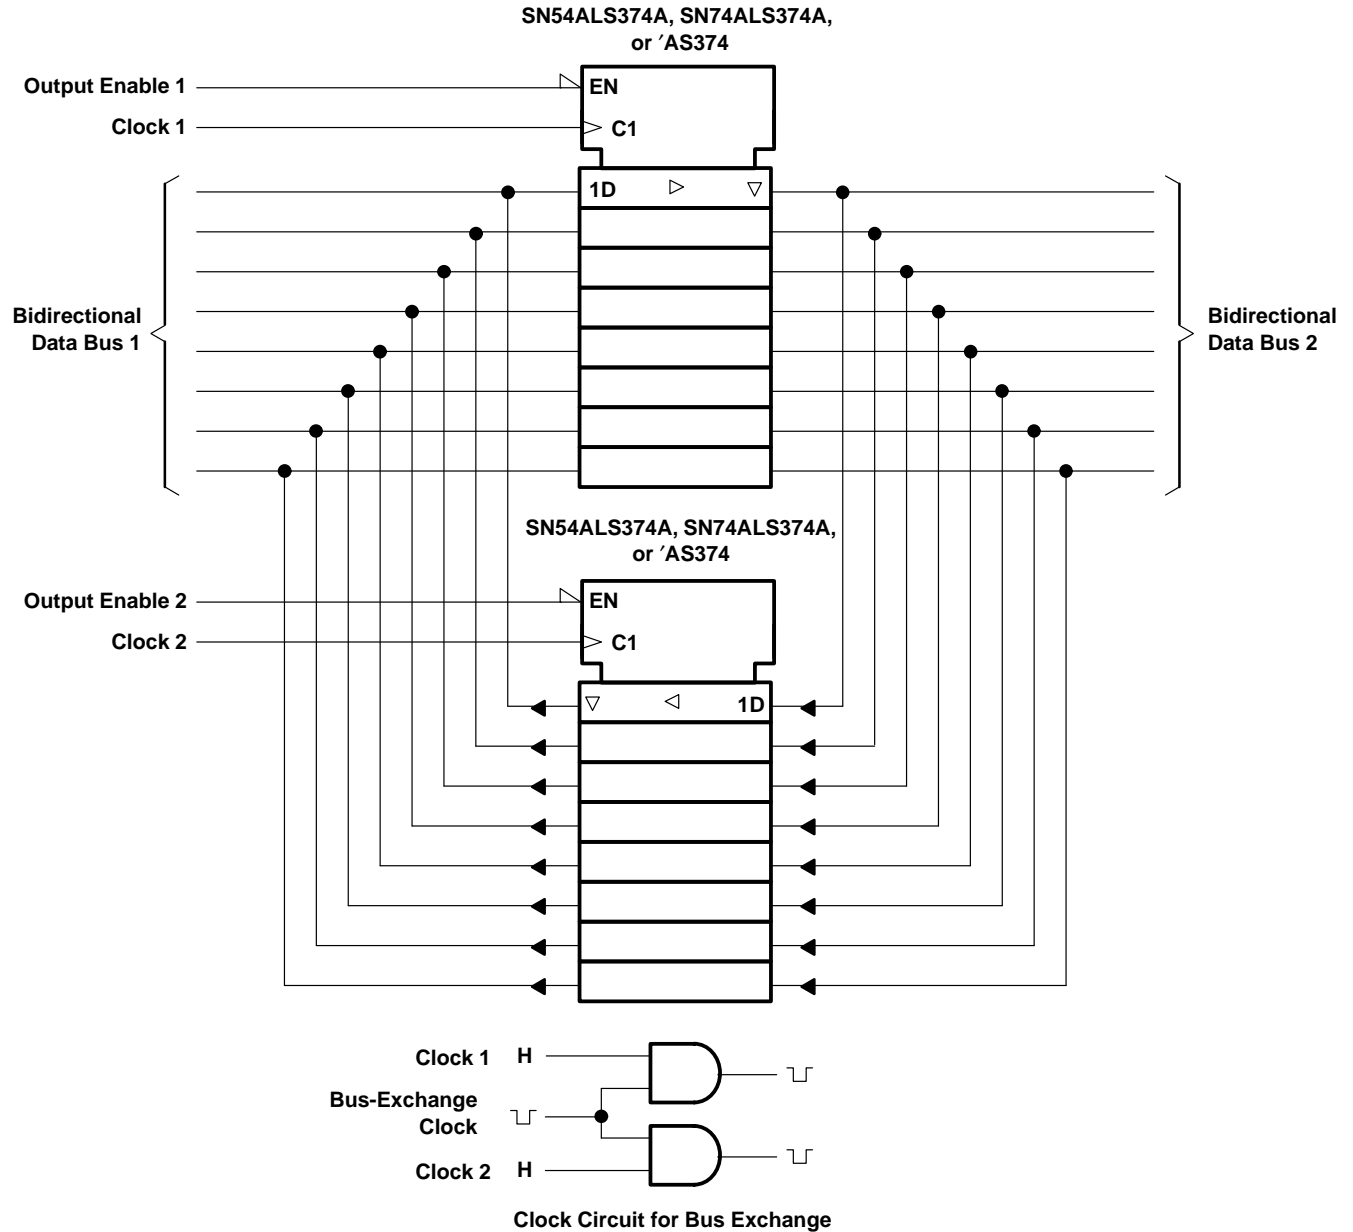 SN54ALS374A, SN74ALS374A,
or ′AS374
Output Enable 1
EN
Clock 1
C1
1D
Bidirectional
Data Bus 1
Bidirectional
Data Bus 2
SN54ALS374A, SN74ALS374A,
or ′AS374
Output Enable 2
EN
Clock 2
C1
1D
Clock 1 H
Bus-Exchange
Clock
Clock 2 H
Clock Circuit for Bus Exchange